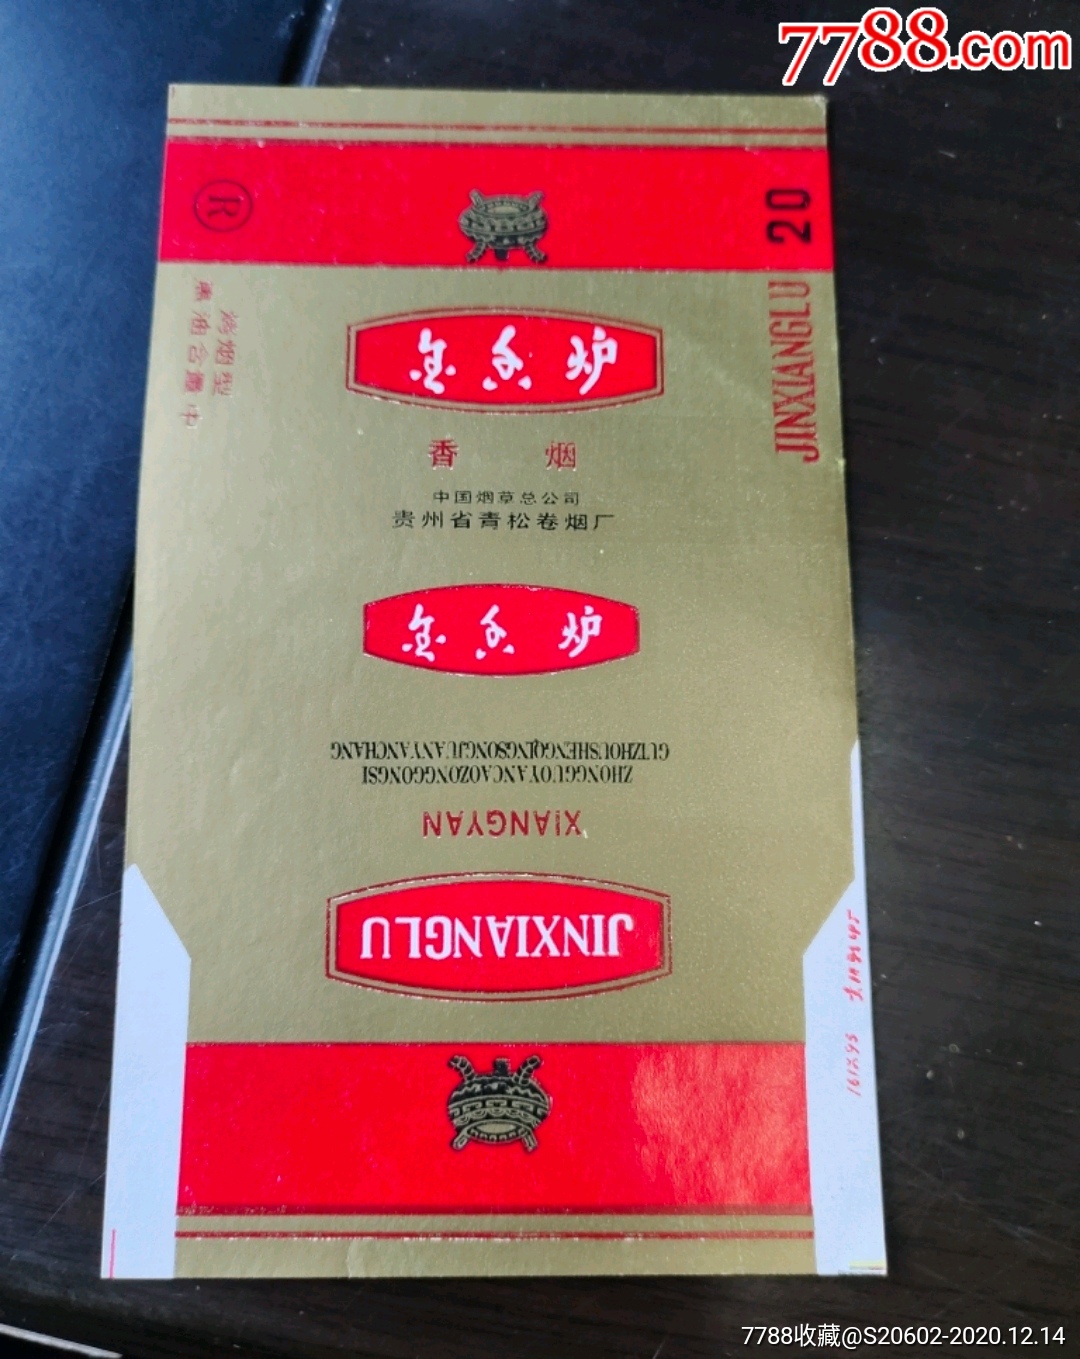 7788.com
R
20
JINXIANGLU
烤烟型
焦油含量中
金香炉
香烟
中国烟草总公司
贵州省青松卷烟厂
金香炉
GUIZHOUSHENGQINGSONGJUANYANCHANG
ZHONGGUOYANCAOZONGGONGSI
XIANGYAN
JINXIANGLU
161X95
7788收藏@S20602-2020.12.14